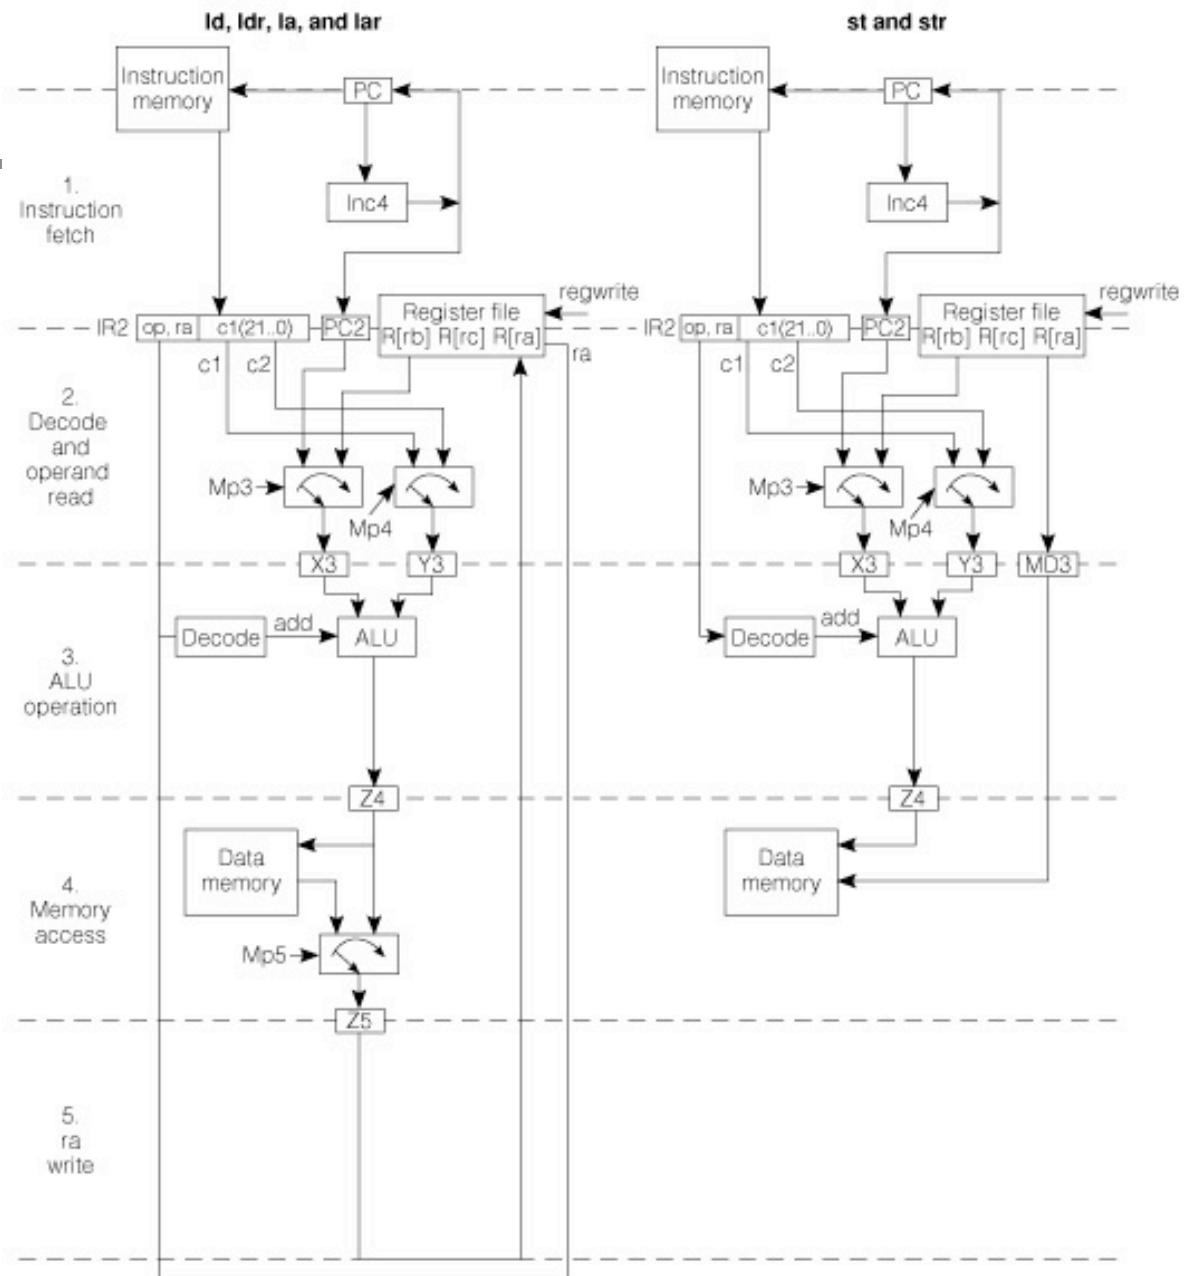 ld, ldr, la, and lar
st and str
Instruction
memory
PC
Instruction
memory
PC
1.
Instruction
fetch
Inc4
Inc4
regwrite
regwrite
IR2
op, ra
c1(21..0)
PC2
Register file
R[rb] R[rc] R[ra]
ra
IR2
op, ra
c1(21..0)
PC2
Register file
R[rb] R[rc] R[ra]
c1
c2
c1
c2
2.
Decode
and
operand
read
Mp3
Mp4
Mp3
Mp4
X3
Y3
X3
Y3
MD3
3.
ALU
operation
Decode
add
ALU
Decode
add
ALU
Z4
Z4
4.
Memory
access
Data
memory
Data
memory
Mp5
Z5
5.
ra
write